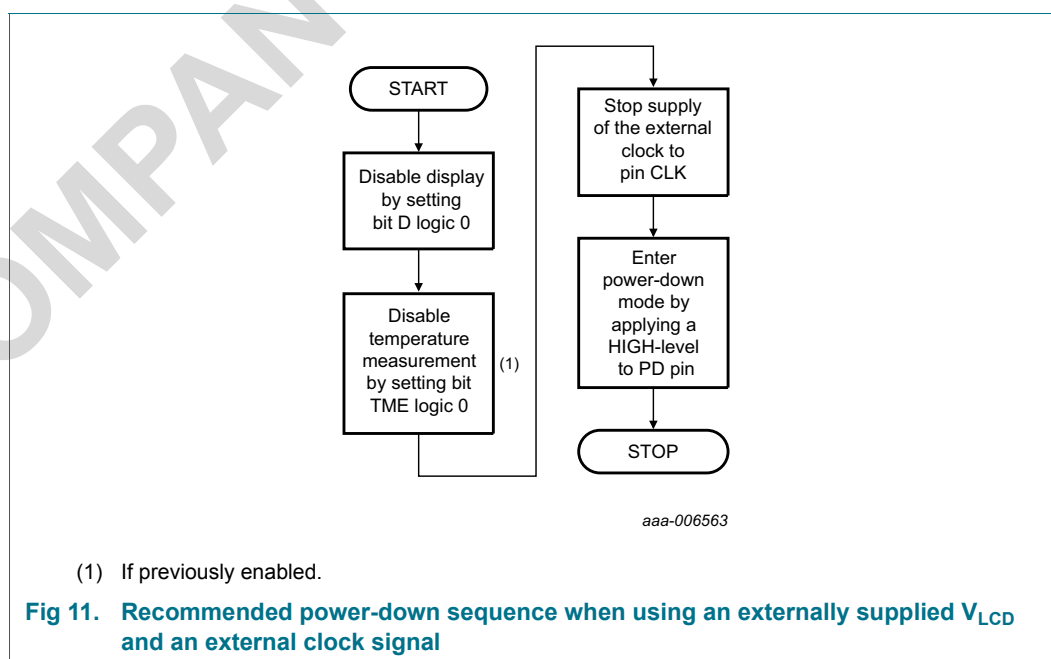 START
Disable display
by setting
bit D logic 0
Disable
temperature
measurement
by setting bit
TME logic 0
(1)
Stop supply
of the external
clock to
pin CLK
Enter
power-down
mode by
applying a
HIGH-level
to PD pin
STOP
aaa-006563
(1) If previously enabled.
Fig 11. Recommended power-down sequence when using an externally supplied VLCD
and an external clock signal
OMPAN